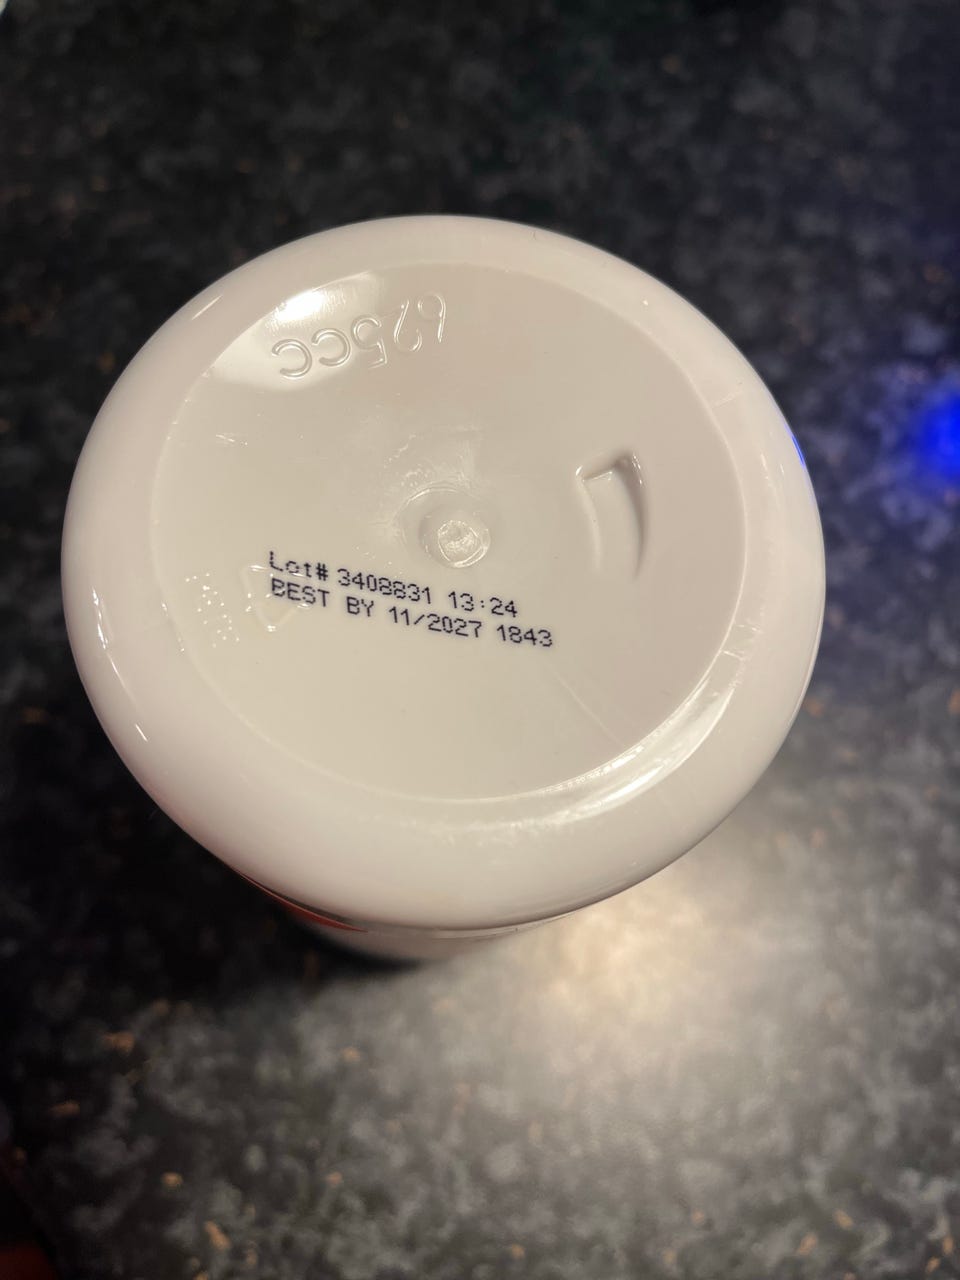 625CC
Lot# 3408831 13:24
BEST BY 11/2027 1843